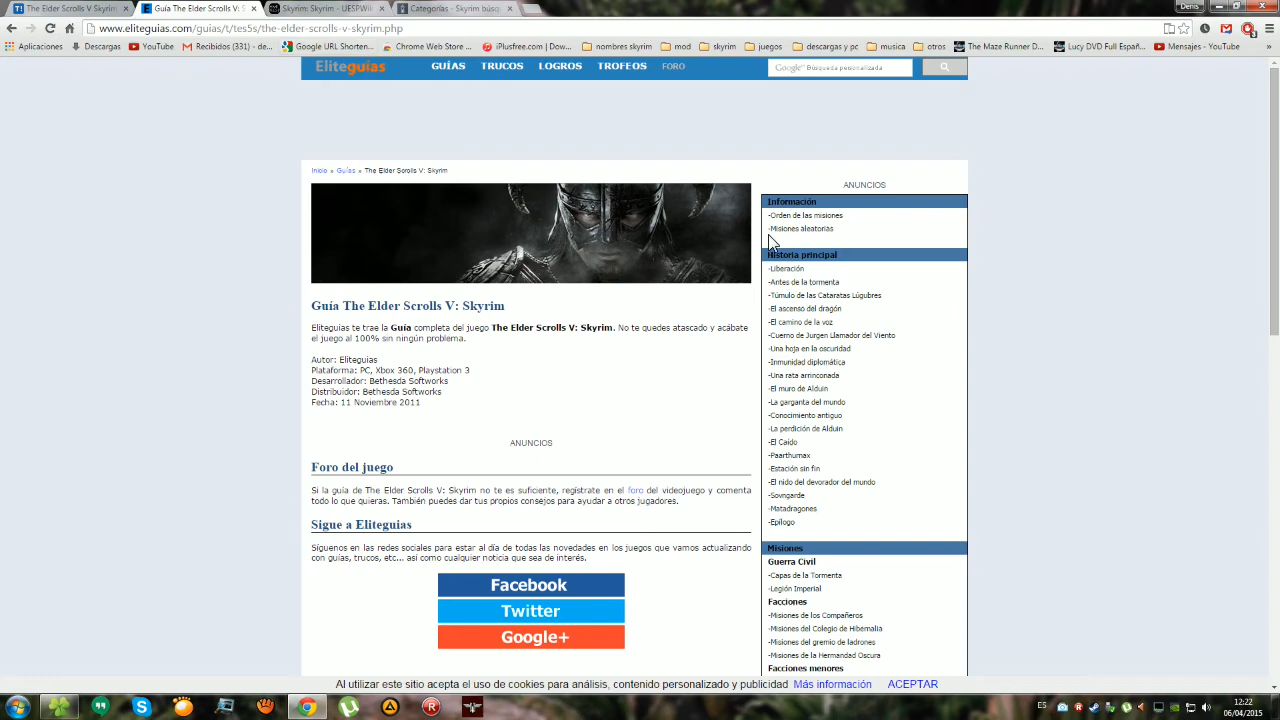 Guía The Elder Scrolls V: S
Skyrim: Skyrim - UESPWiki
Categorías - Skyrim búsq
Denis
www.eliteguias.com/guias/t/tes5s/the-elder-scrolls-v-skyrim.php
Aplicaciones Descargas YouTube Recibidos (31) - de Google URL Shorten... Chrome Web Store ... iPlusfree.com | Dow... nombres skyrim mod skyrim juegos descargas y pc musica otros The Maze Runner D... Lucy DVD Full Españ... Mensajes - YouTube
Eliteguías GUÍAS TRUCOS LOGROS TROFEOS FORO Google Búsqueda personalizada
Inicio » Guías » The Elder Scrolls V: Skyrim
Guía The Elder Scrolls V: Skyrim
Eliteguias te trae la Guía completa del juego The Elder Scrolls V: Skyrim. No te quedes atascado y acábate
el juego al 100% sin ningún problema.
Autor: Eliteguias
Plataforma: PC, Xbox 360, Playstation 3
Desarrollador: Bethesda Softworks
Distribuidor: Bethesda Softworks
Fecha: 11 Noviembre 2011
ANUNCIOS
Foro del juego
Si la guía de The Elder Scrolls V: Skyrim no te es suficiente, regístrate en el foro del videojuego y comenta
todo lo que quieras. También puedes dar tus propios consejos para ayudar a otros jugadores.
Sigue a Eliteguias
Síguenos en las redes sociales para estar al día de todas las novedades en los juegos que vamos actualizando
con guías, trucos, etc... así como cualquier noticia que sea de interés.
Facebook
Twitter
Google+
ANUNCIOS
Información
-Orden de las misiones
-Misiones aleatorias
Historia principal
-Liberación
-Antes de la tormenta
-Túmulo de las Cataratas Lúgubres
-El ascenso del dragón
-El camino de la voz
-Cuerno de Jurgen Llamador del Viento
-Una hoja en la oscuridad
-Inmunidad diplomática
-Una rata arrinconada
-El muro de Alduin
-La garganta del mundo
-Conocimiento antiguo
-La perdición de Alduin
-El Caído
-Paarthurnax
-Estación sin fin
-El nido del devorador del mundo
-Sovngarde
-Matadragones
-Epílogo
Misiones
Guerra Civil
-Capas de la Tormenta
-Legión Imperial
Facciones
-Misiones de los Compañeros
-Misiones del Colegio de Hibernalia
-Misiones del gremio de ladrones
-Misiones de la Hermandad Oscura
Facciones menores
Al utilizar este sitio acepta el uso de cookies para análisis, contenido personalizado y publicidad Más información ACEPTAR
ES
12:22
06/04/2015